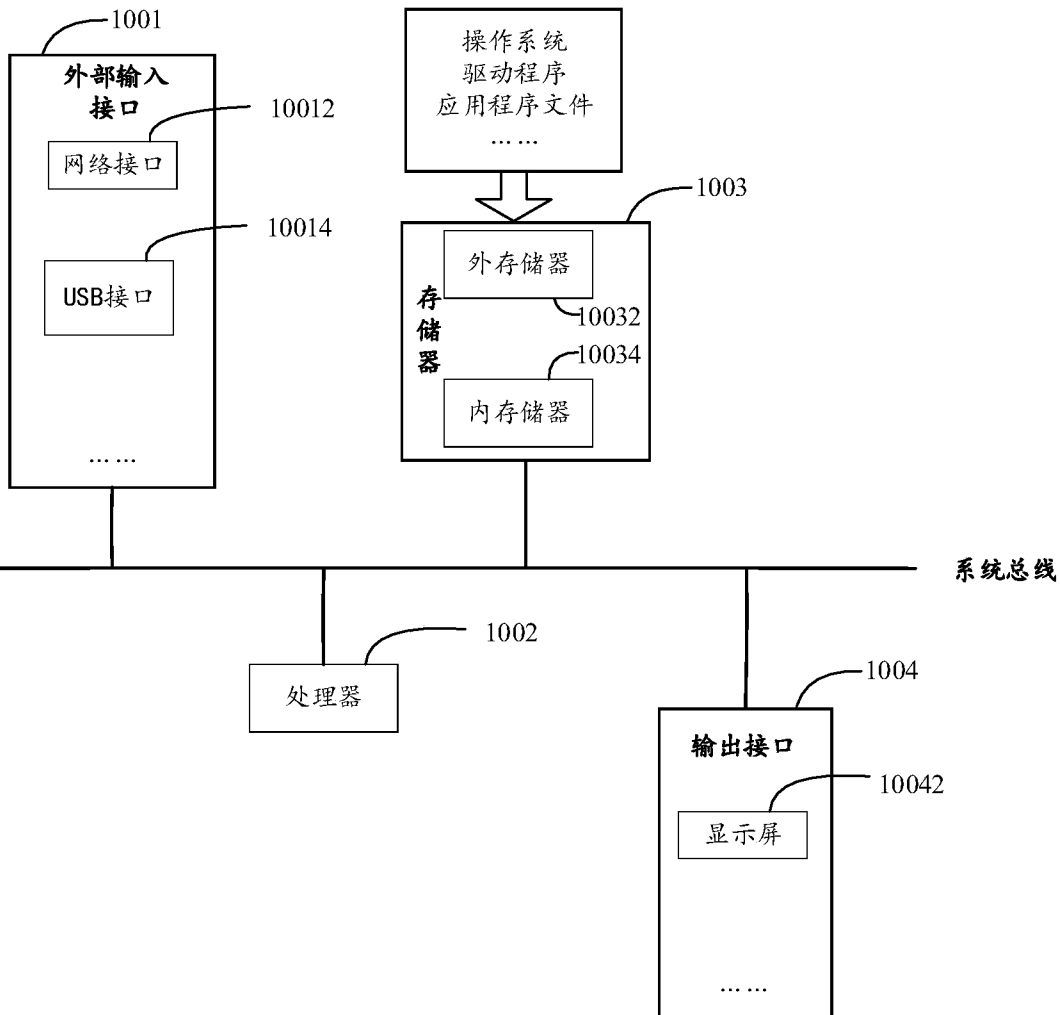 1001
外部输入
接口
10012
网络接口
10014
USB接口
… …
操作系统
驱动程序
应用程序文件
… …
1003
存储器
外存储器
10032
10034
内存储器
系统总线
1002
处理器
1004
输出接口
10042
显示屏
… …